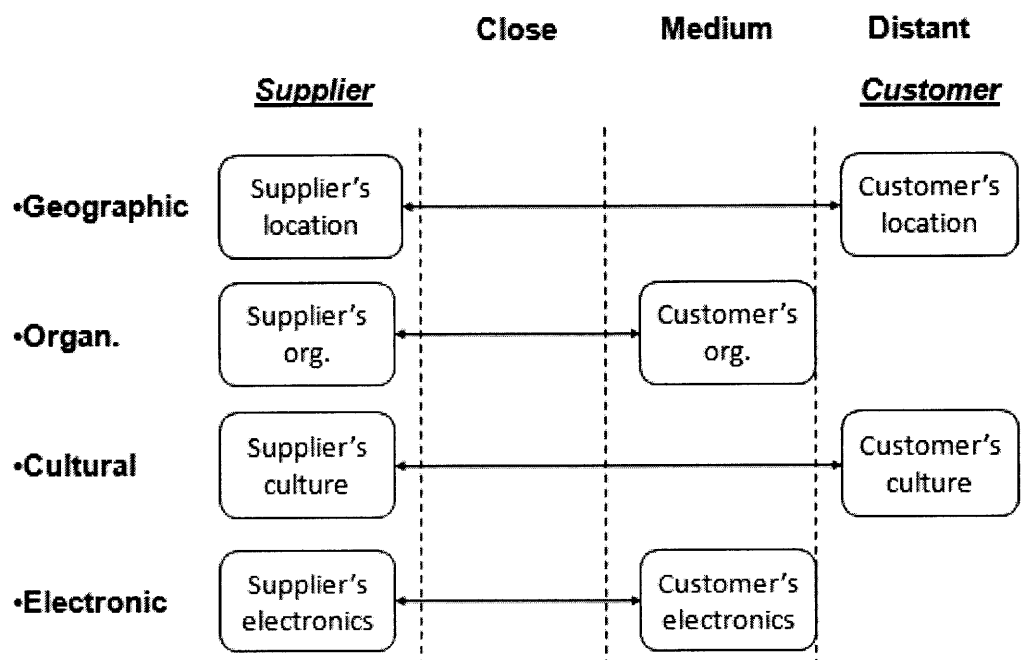 Close Medium Distant
Supplier Customer
•Geographic
Supplier's
location
Customer's
location
•Organ.
Supplier's
org.
Customer's
org.
•Cultural
Supplier's
culture
Customer's
culture
•Electronic
Supplier's
electronics
Customer's
electronics